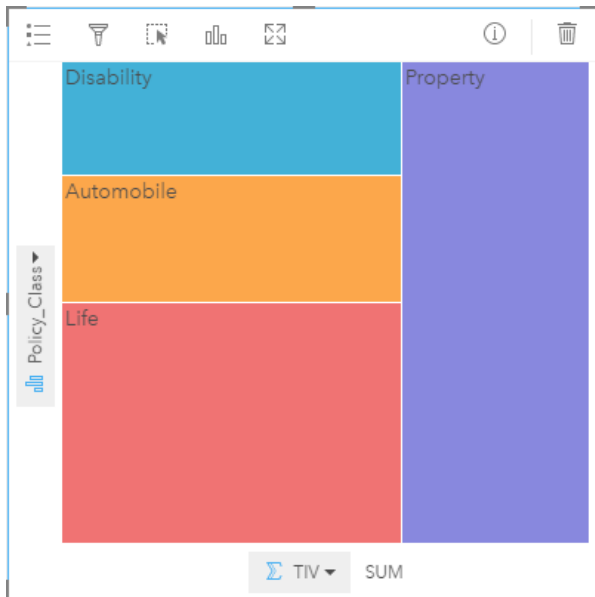 Disability
Property
Automobile
Life
Policy_Class
Σ TIV SUM